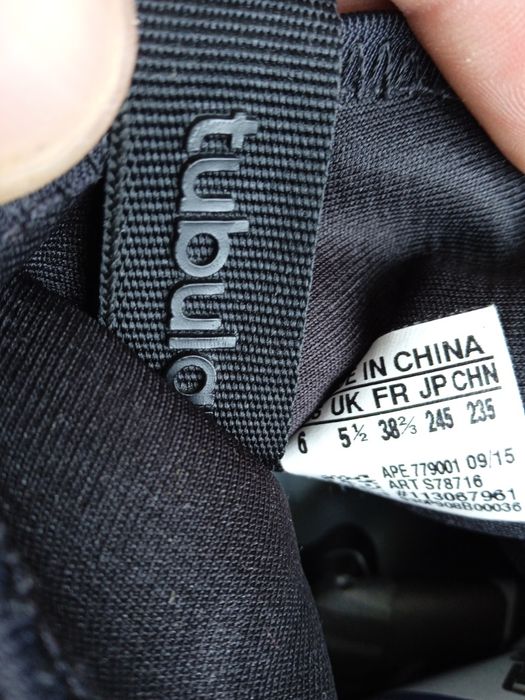 tubula
IN CHINA
UK FR JP CHN
6 5½ 38⅔ 245 235
APE 779001 09/15
ART S78716
#113067961